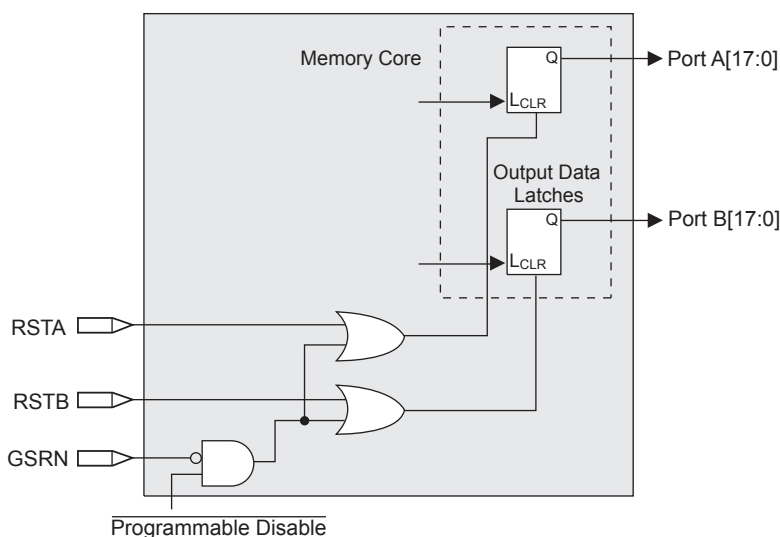 Memory Core
Q
Port A[17:0]
LCLR
Output Data
Latches
Q
Port B[17:0]
LCLR
RSTA
RSTB
GSRN
Programmable Disable